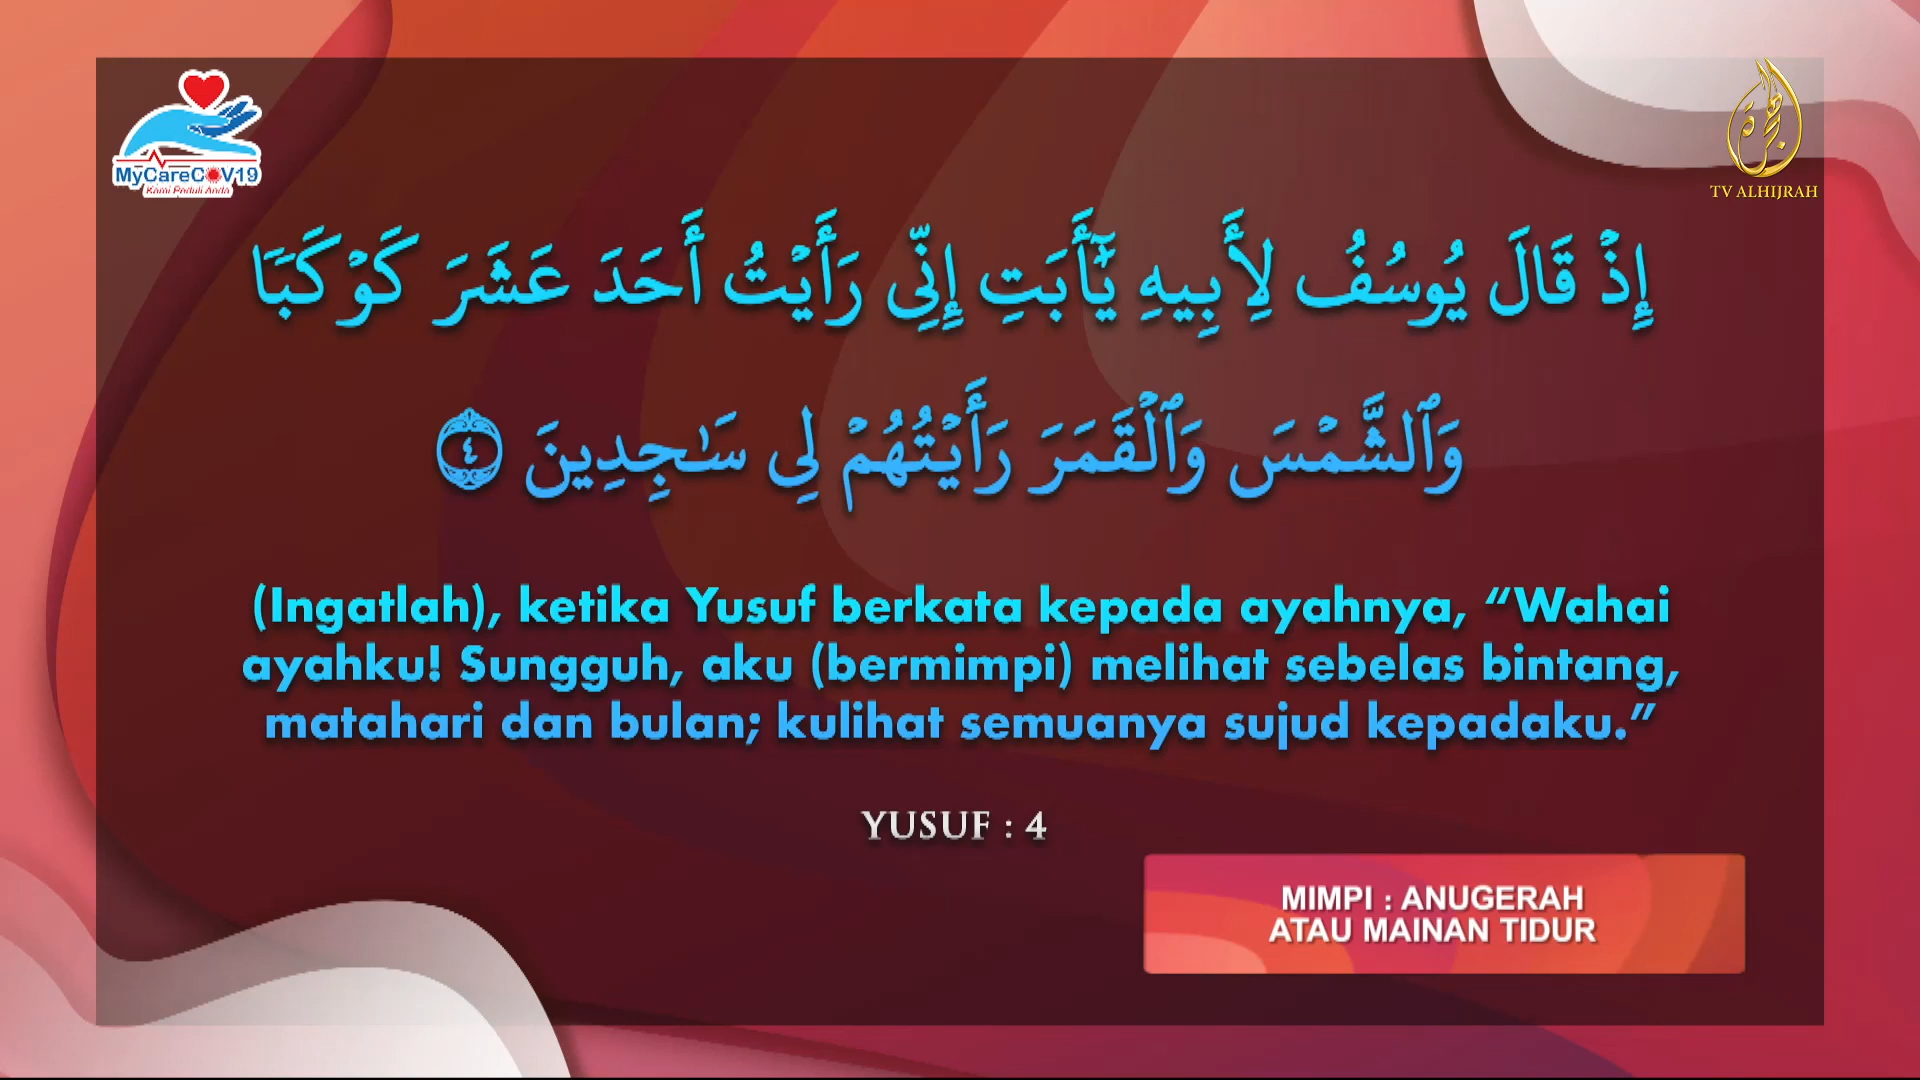 MyCareCOV19
Kami Peduli Anda
الهجرة
TV ALHIJRAH
إِذْ قَالَ يُوسُفُ لِأَبِيهِ يَٰٓأَبَتِ إِنِّى رَأَيْتُ أَحَدَ عَشَرَ كَوْكَبًا
وَٱلشَّمْسَ وَٱلْقَمَرَ رَأَيْتُهُمْ لِى سَٰجِدِينَ ٤
(Ingatlah), ketika Yusuf berkata kepada ayahnya, “Wahai
ayahku! Sungguh, aku (bermimpi) melihat sebelas bintang,
matahari dan bulan; kulihat semuanya sujud kepadaku.”
YUSUF : 4
MIMPI : ANUGERAH
ATAU MAINAN TIDUR